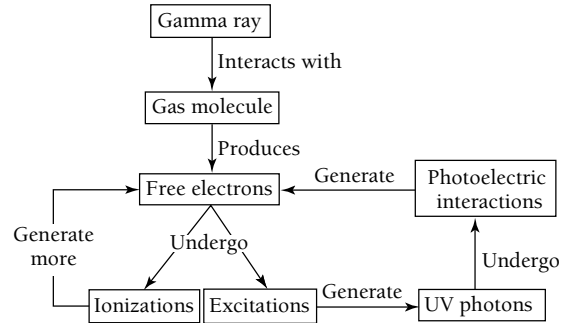 Gamma ray
Interacts with
Gas molecule
Produces
Free electrons
Generate
Photoelectric
interactions
Generate
more
Undergo
Undergo
Ionizations
Excitations
Generate
UV photons